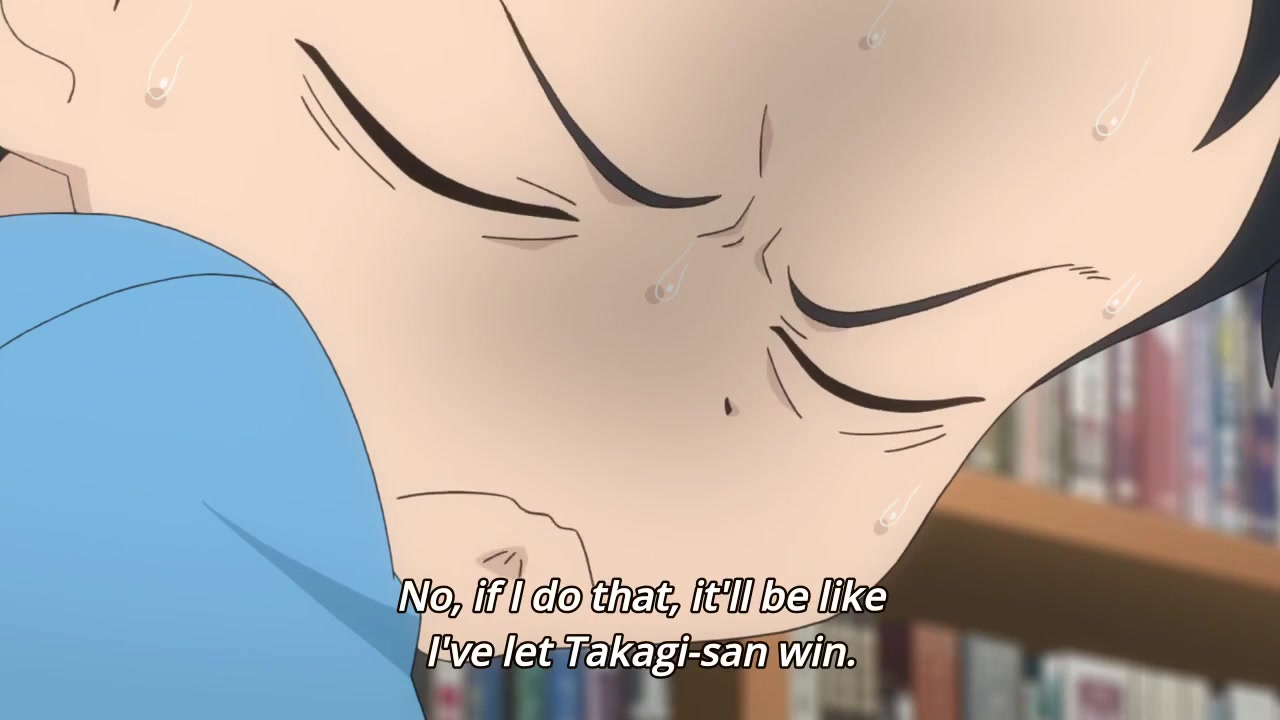 No, if I do that, it'll be like
I've let Takagi-san win.